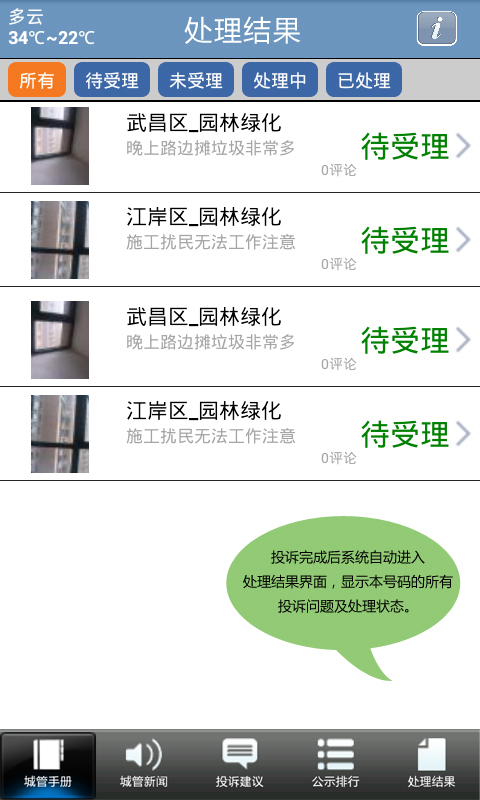 多云
34℃~22℃
处理结果
i
所有
待受理
未受理
处理中
已处理
武昌区_园林绿化
晚上路边摊垃圾非常多
0评论
待受理
江岸区_园林绿化
施工扰民无法工作注意
0评论
待受理
武昌区_园林绿化
晚上路边摊垃圾非常多
0评论
待受理
江岸区_园林绿化
施工扰民无法工作注意
0评论
待受理
投诉完成后系统自动进入
处理结果界面，显示本号码的所有
投诉问题及处理状态。
城管手册
城管新闻
投诉建议
公示排行
处理结果